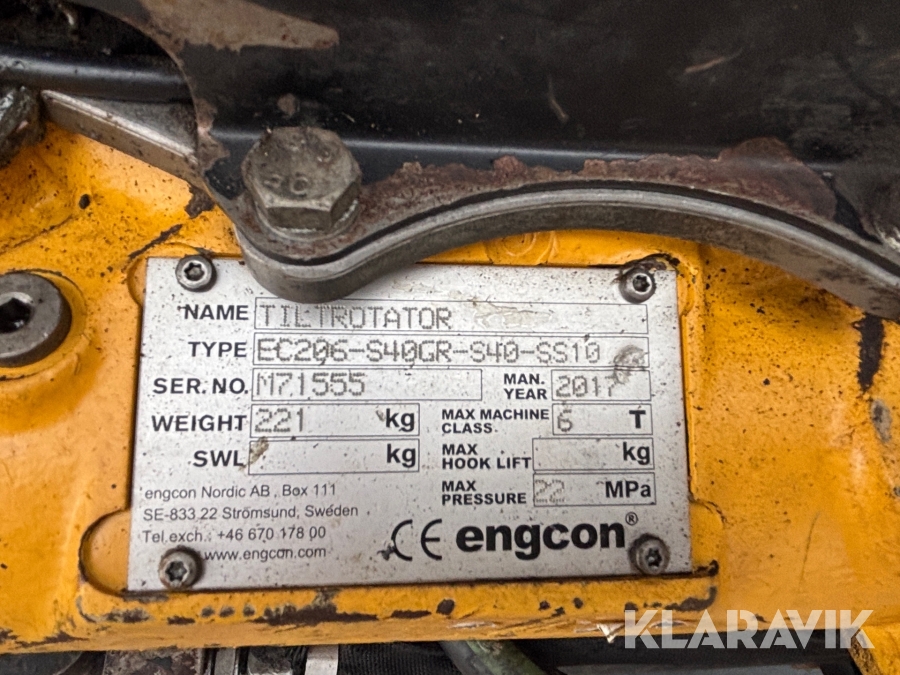 NAME TILTROTATOR
TYPE EC206-S40GR-S40-SS10
SER. NO. M71555 MAN. YEAR 2017
WEIGHT 221 kg MAX MACHINE CLASS. 6 T
SWL kg MAX HOOK LIFT kg
MAX PRESSURE 22 MPa
engcon Nordic AB, Box 111
SE-833 22 Strömsund, Sweden
Tel.exch.: +46 670 178 00
www.engcon.com
CE engcon®
KLARAVIK